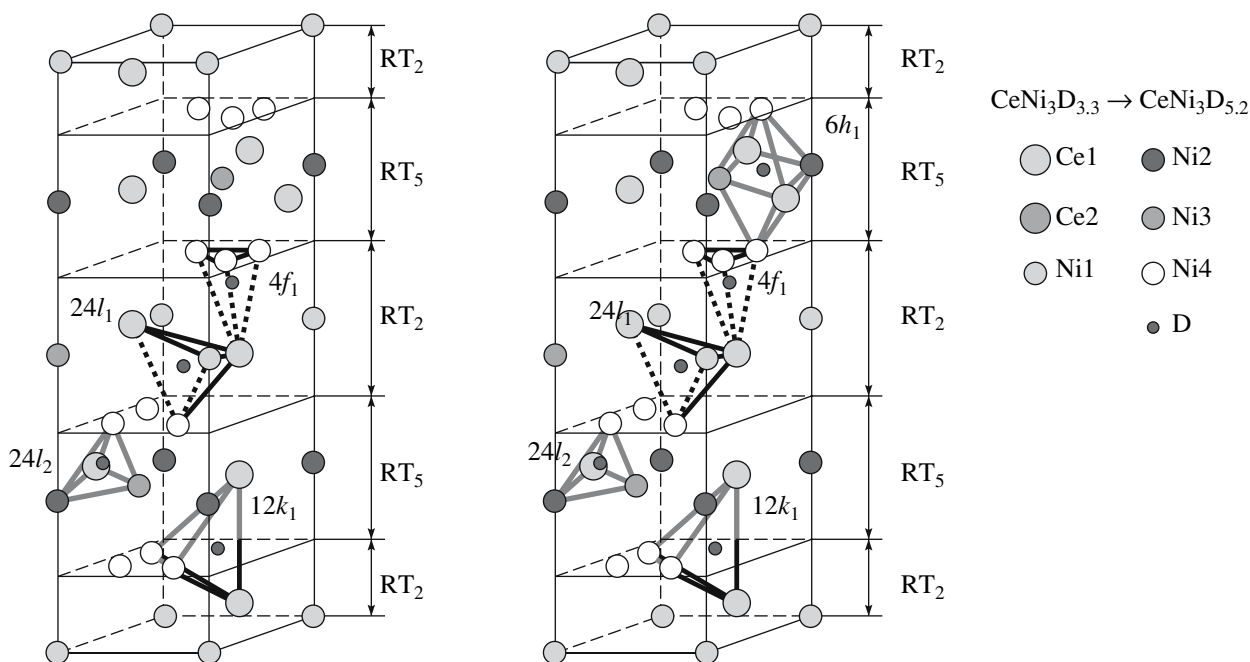 RT2
RT5
RT2
RT5
RT2
4f1
24l1
24l2
12k1
RT2
RT5
RT2
RT5
RT2
6h1
4f1
24l1
24l2
12k1
CeNi3D3.3 → CeNi3D5.2
Ce1 Ni2
Ce2 Ni3
Ni1 Ni4
D